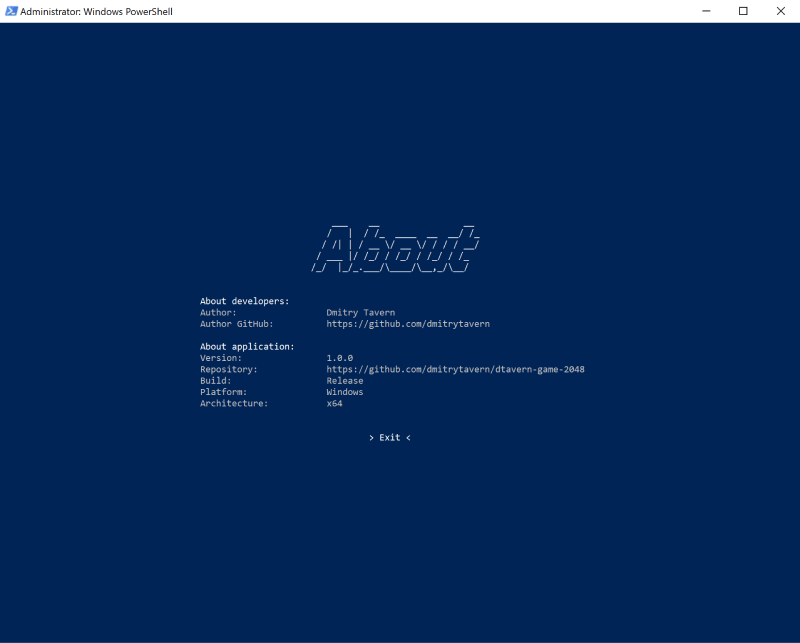 Administrator: Windows PowerShell
About
About developers:
Author: Dmitry Tavern
Author GitHub: https://github.com/dmitrytavern
About application:
Version: 1.0.0
Repository: https://github.com/dmitrytavern/dtavern-game-2048
Build: Release
Platform: Windows
Architecture: x64
> Exit <